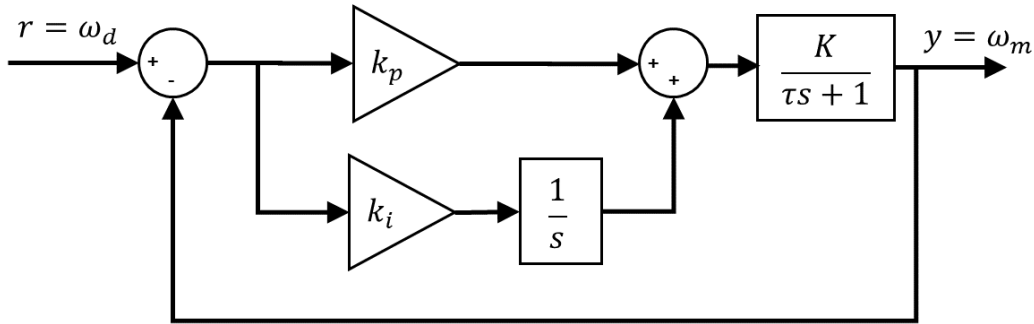 r = ω_d
+
-
k_p
+
+
K
τs + 1
y = ω_m
k_i
1
s